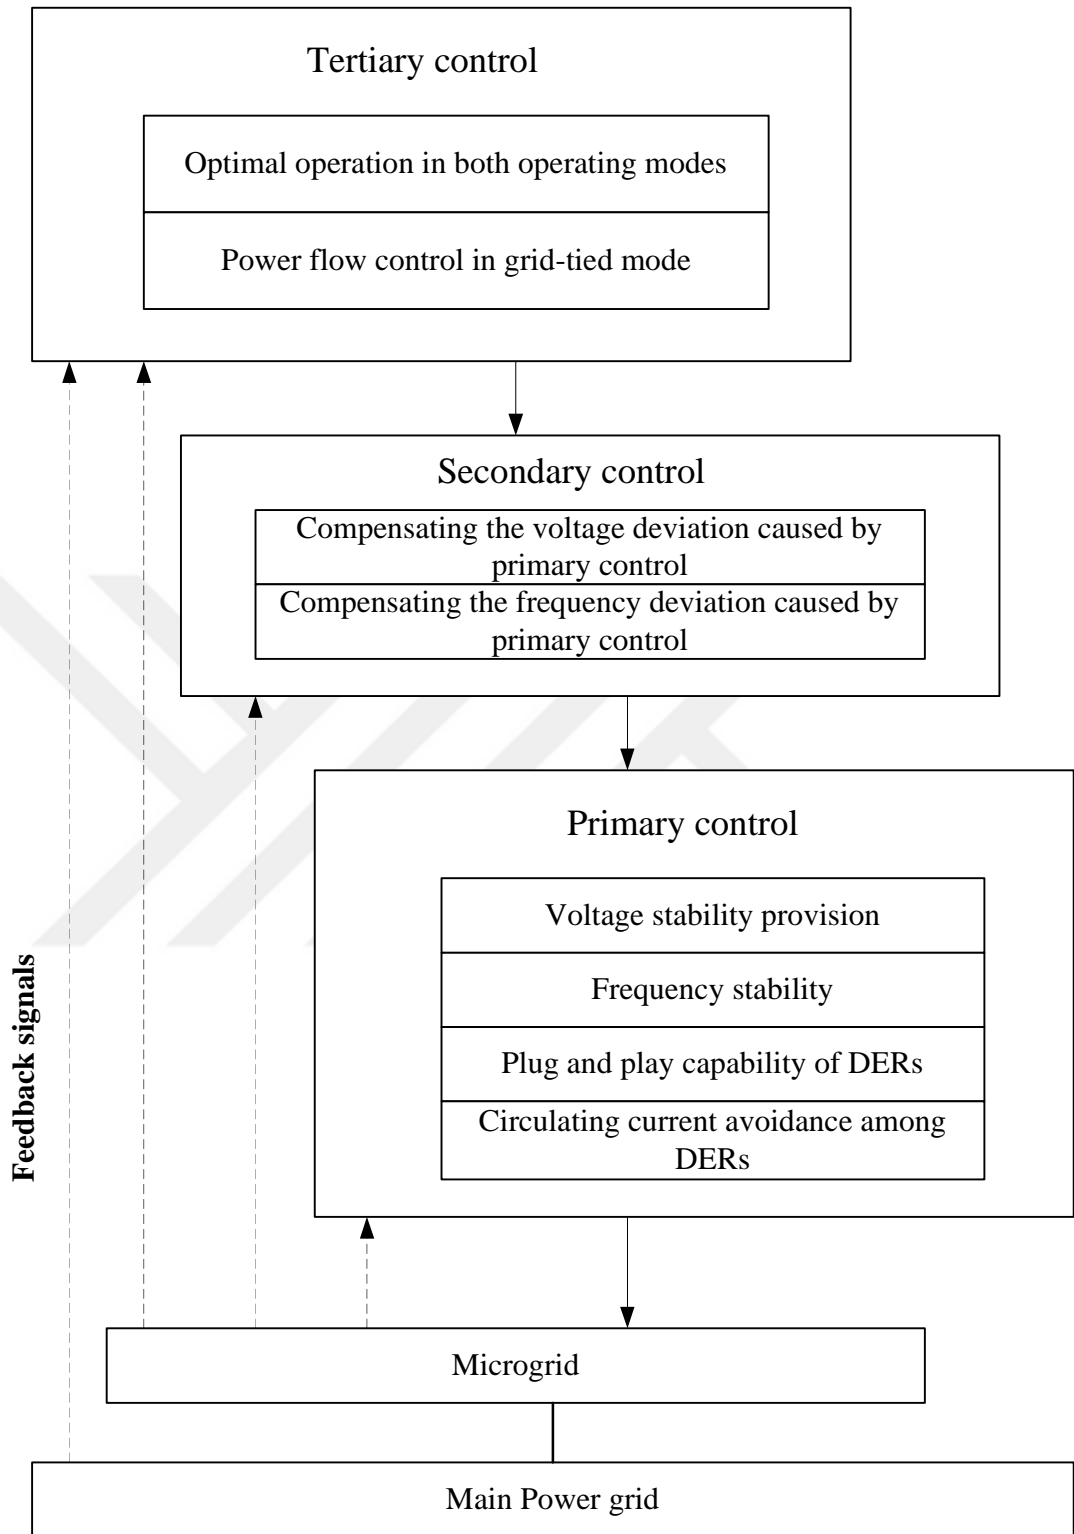 Tertiary control
Optimal operation in both operating modes
Power flow control in grid-tied mode
Secondary control
Compensating the voltage deviation caused by
primary control
Compensating the frequency deviation caused by
primary control
Primary control
Voltage stability provision
Frequency stability
Plug and play capability of DERs
Circulating current avoidance among
DERs
Feedback signals
Microgrid
Main Power grid